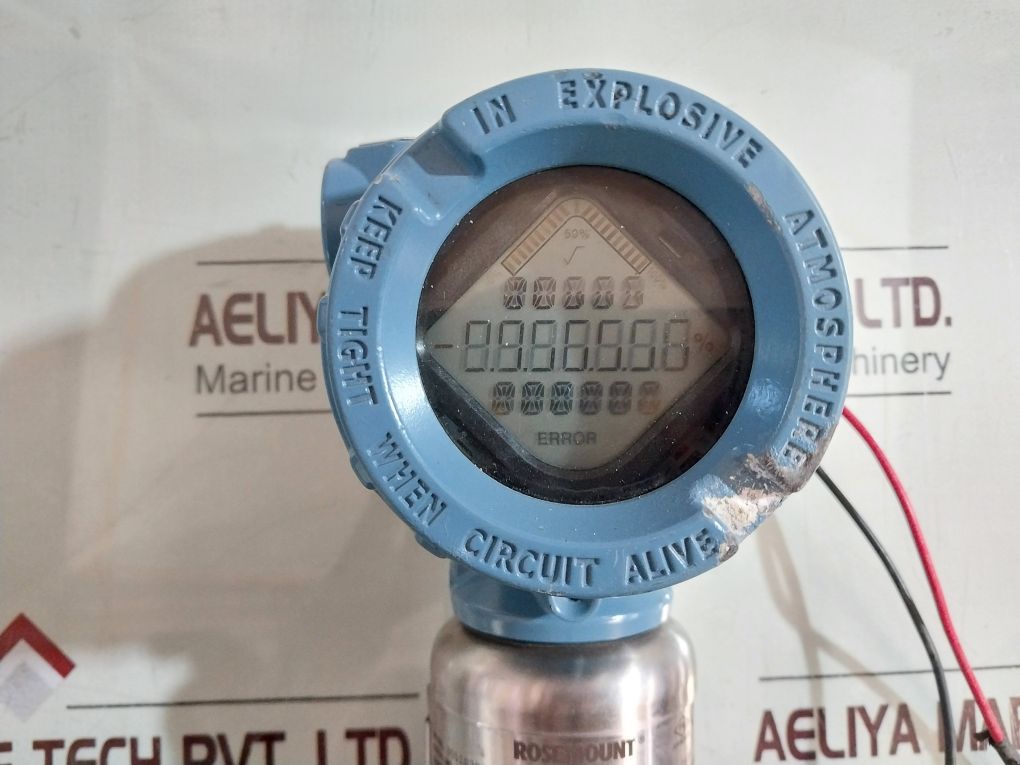 KEEP TIGHT WHEN CIRCUIT ALIVE
IN EXPLOSIVE ATMOSPHERE
50%
√
-8.8.8.8.8.8.8%
ERROR
AELIY
LTD.
Marine
hinery
TECH PVT. LTD
AELIYA MAR
ROSEMOUNT